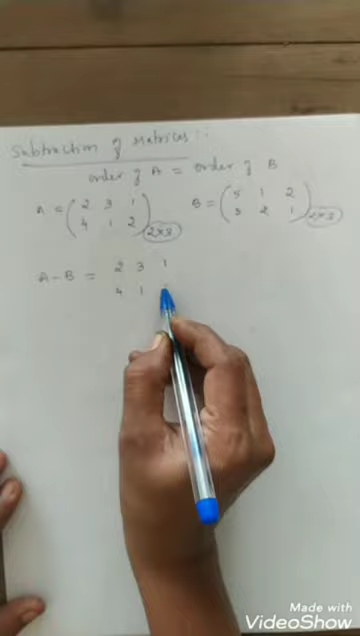 Subtraction of Matrices :-
order of A = order of B
A = ( 2 3 1 B = ( 5 1 2
4 1 2 ) 2×3 3 2 1 ) 2×3
A - B = 2 3 1
4 1
Made with
VideoShow